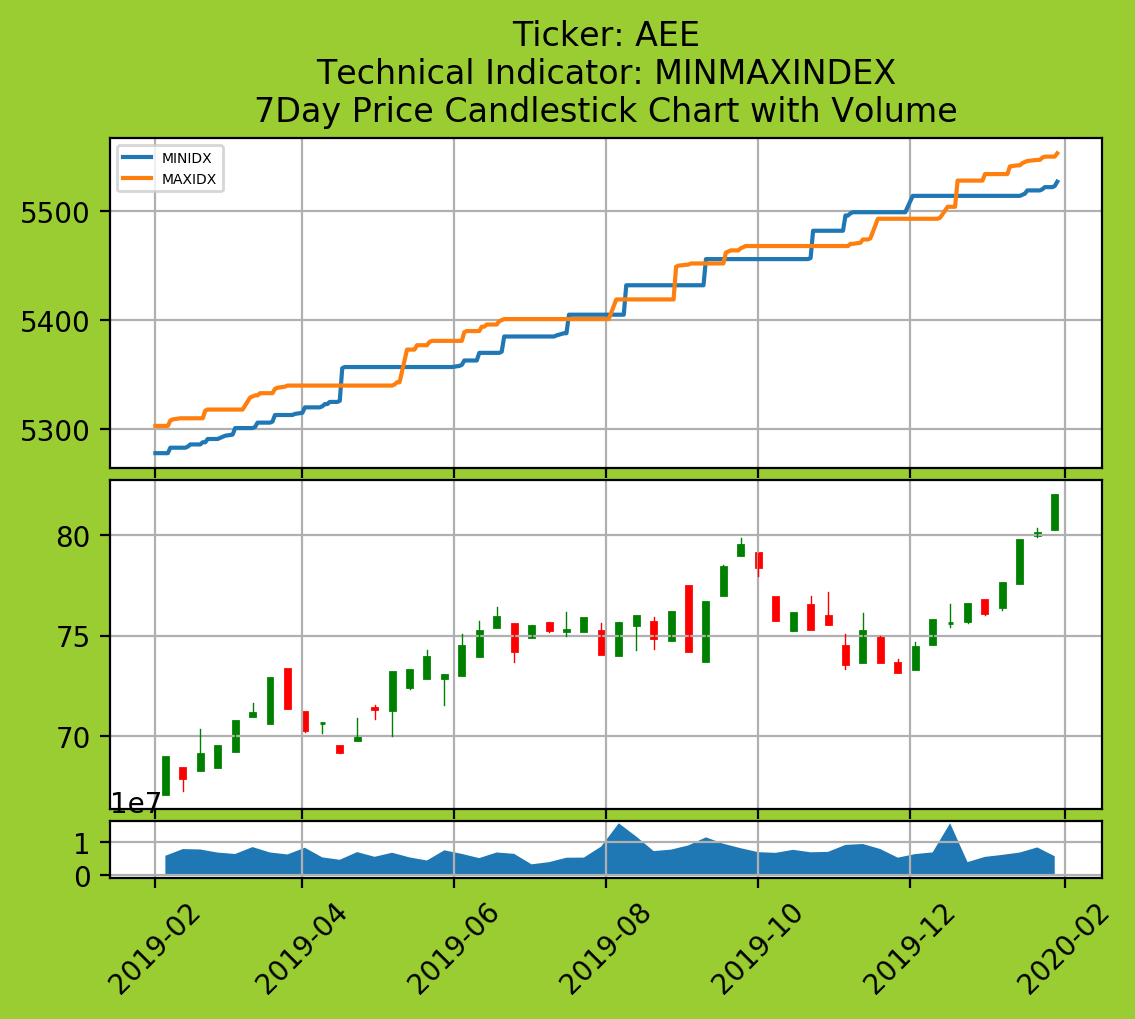 Ticker: AEE
Technical Indicator: MINMAXINDEX
7Day Price Candlestick Chart with Volume
MINIDX
MAXIDX
5500
5400
5300
80
75
70
1e7
1
0
2019-02
2019-04
2019-06
2019-08
2019-10
2019-12
2020-02